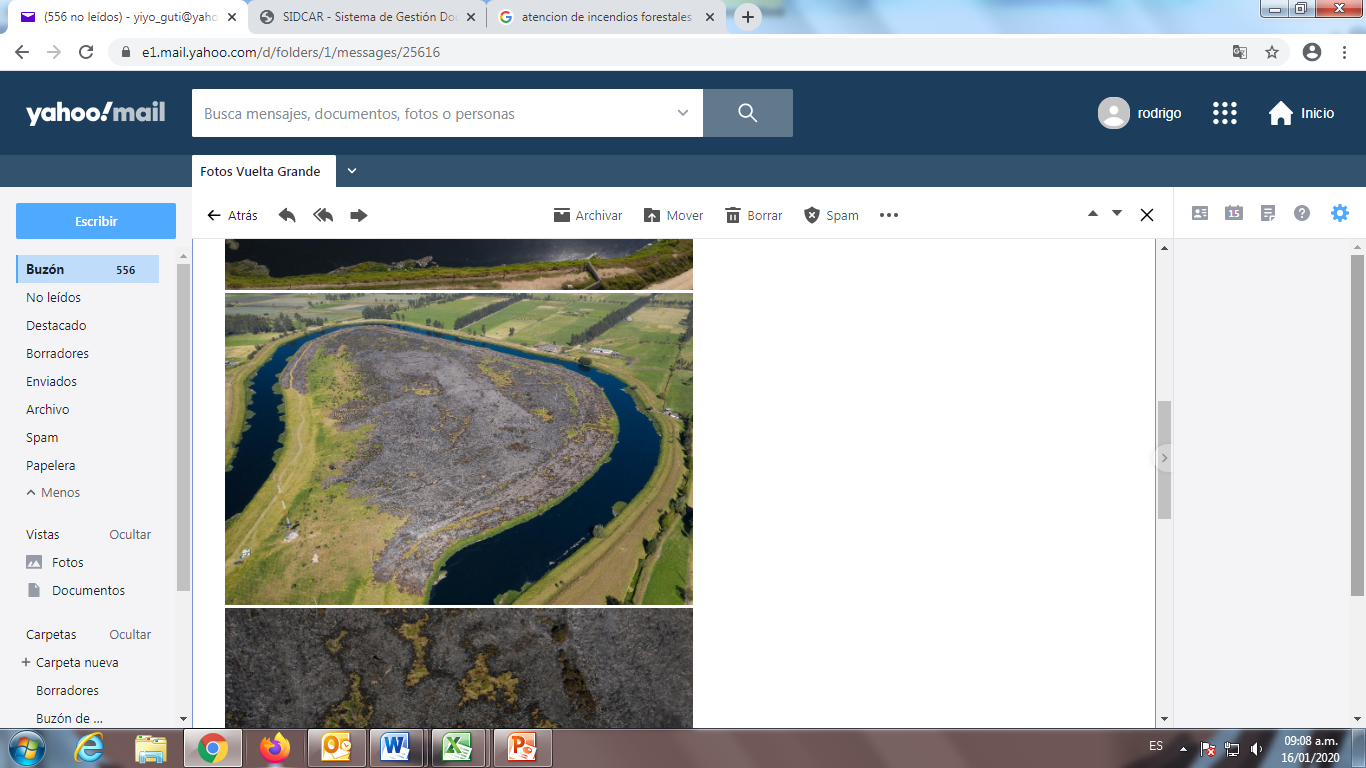 (556 no leídos) - yiyo_guti@yaho
SIDCAR - Sistema de Gestión Do
atencion de incendios forestales
e1.mail.yahoo.com/d/folders/1/messages/25616
yahoo!mail
Busca mensajes, documentos, fotos o personas
rodrigo
Inicio
Fotos Vuelta Grande
Escribir
Atrás
Archivar
Mover
Borrar
Spam
15
Buzón 556
No leídos
Destacado
Borradores
Enviados
Archivo
Spam
Papelera
Menos
Vistas Ocultar
Fotos
Documentos
Carpetas Ocultar
+ Carpeta nueva
Borradores
Buzón de ...
ES
09:08 a.m.
16/01/2020